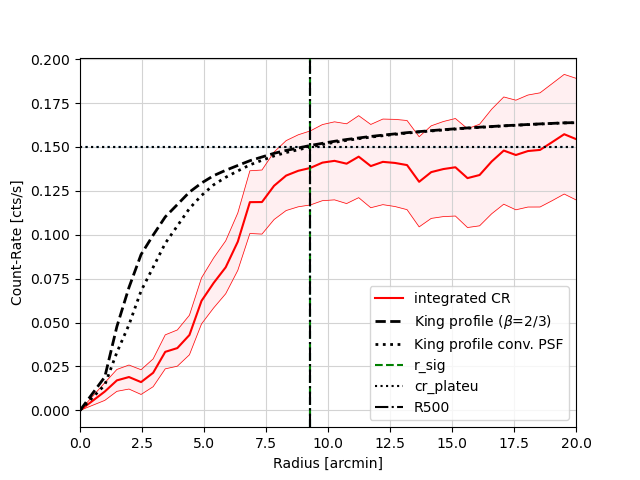 0.200
0.175
0.150
0.125
0.100
0.075
0.050
0.025
0.000
Count-Rate [cts/s]
integrated CR
King profile (β=2/3)
King profile conv. PSF
r_sig
cr_plateu
R500
0.0 2.5 5.0 7.5 10.0 12.5 15.0 17.5 20.0
Radius [arcmin]